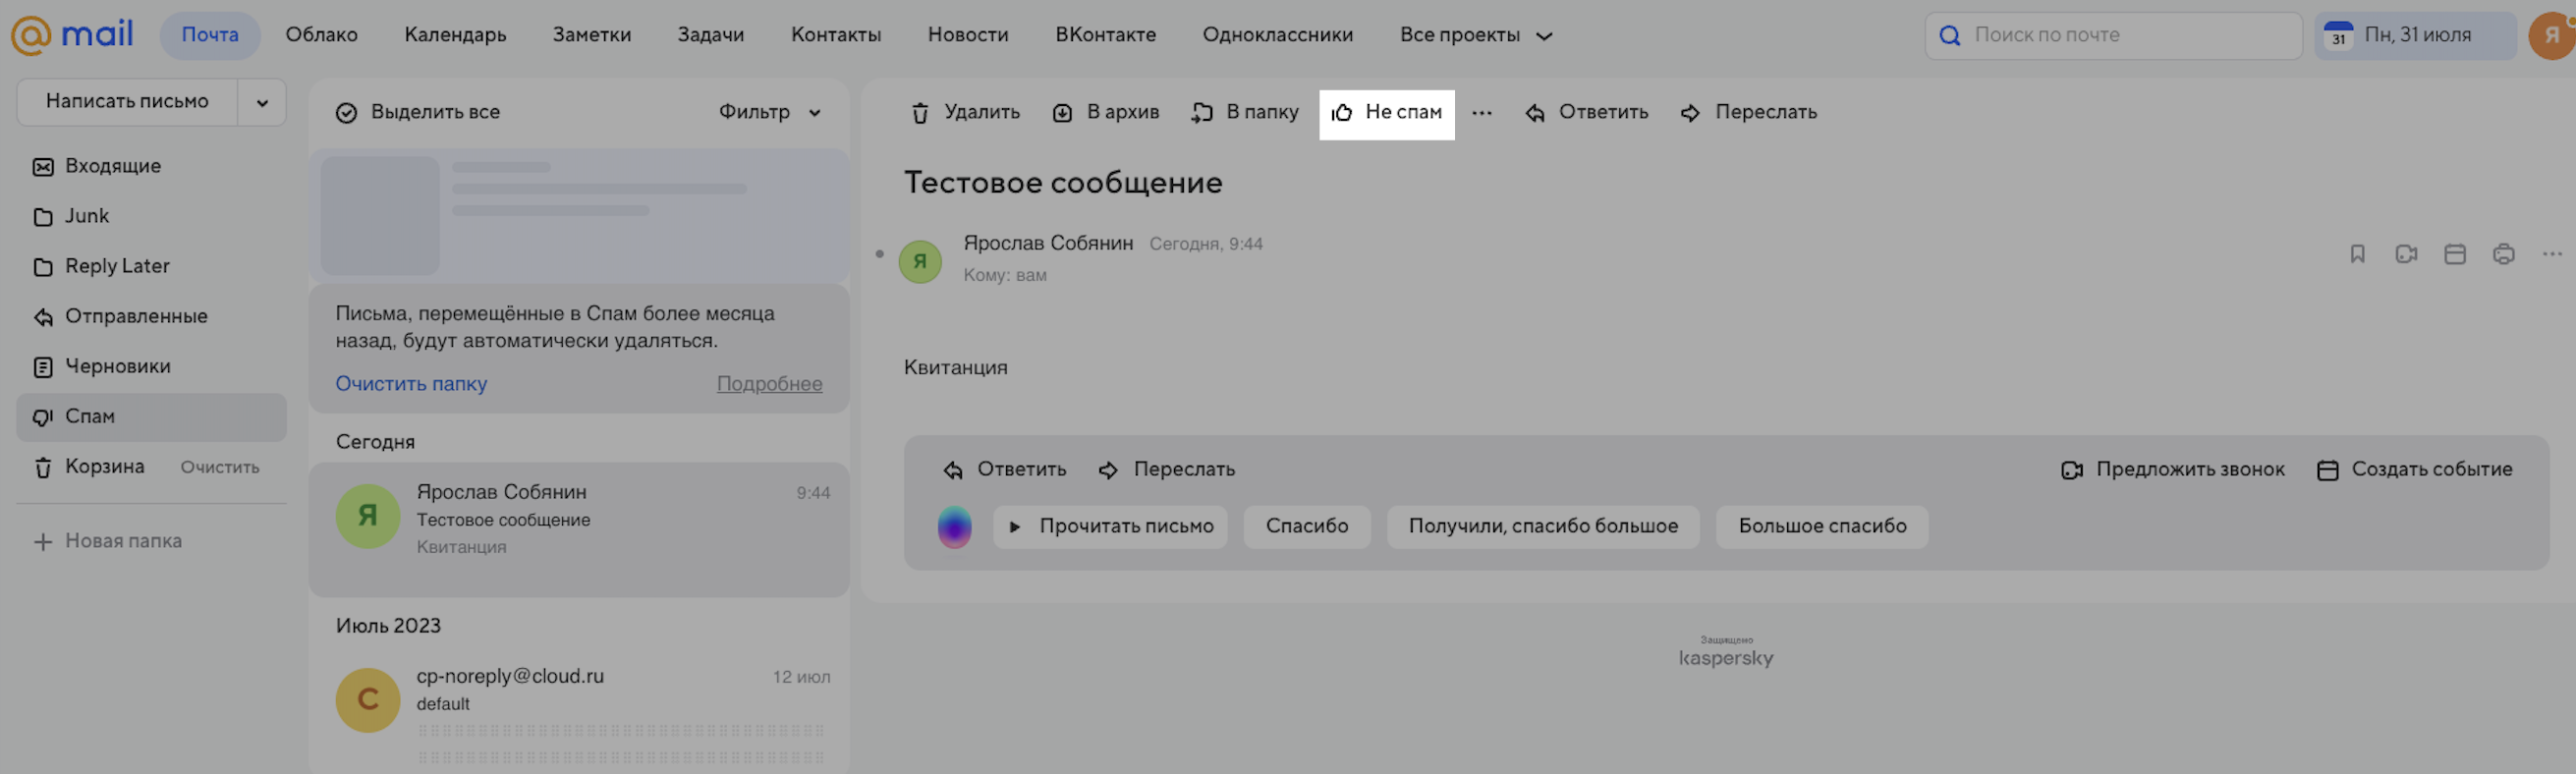 mail
Почта
Облако
Календарь
Заметки
Задачи
Контакты
Новости
ВКонтакте
Одноклассники
Все проекты
Поиск по почте
31
Пн, 31 июля
Я
Написать письмо
Входящие
Junk
Reply Later
Отправленные
Черновики
Спам
Корзина Очистить
Новая папка
Выделить все
Фильтр
Письма, перемещённые в Спам более месяца
назад, будут автоматически удаляться.
Очистить папку
Подробнее
Сегодня
Я
Ярослав Собянин 9:44
Тестовое сообщение
Квитанция
Июль 2023
C
cp-noreply@cloud.ru 12 июл
default
Удалить
В архив
В папку
Не спам
Ответить
Переслать
Тестовое сообщение
Я
Ярослав Собянин Сегодня, 9:44
Кому: вам
Квитанция
Ответить
Переслать
Предложить звонок
Создать событие
Прочитать письмо
Спасибо
Получили, спасибо большое
Большое спасибо
Защищено
kaspersky